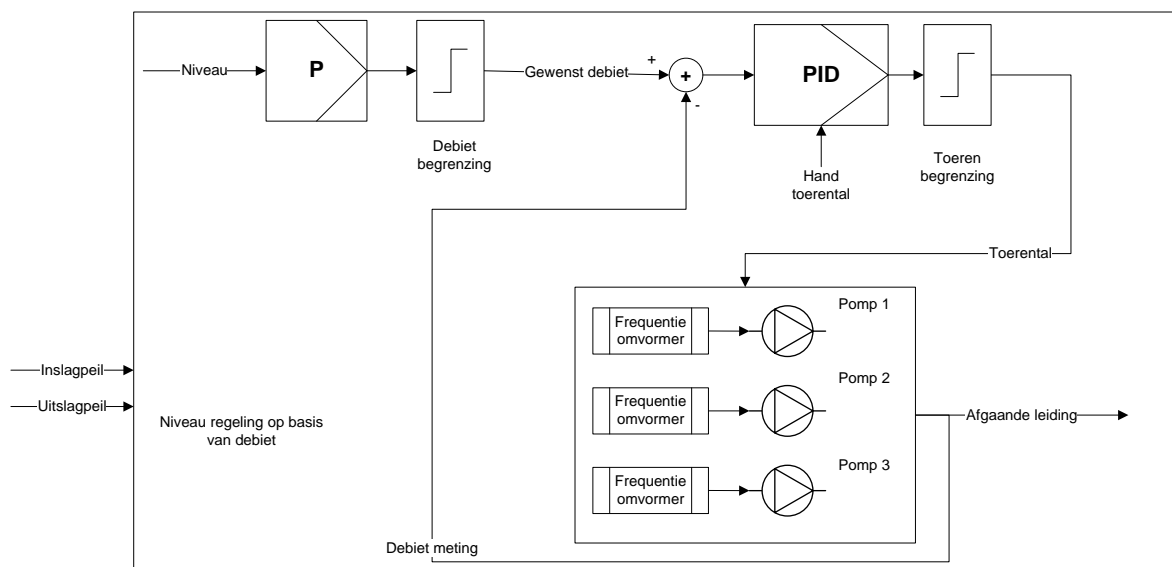 Niveau
P
Gewenst debiet
+
+
-
PID
Debiet
begrenzing
Hand
toerental
Toeren
begrenzing
Toerental
Frequentie
omvormer
Pomp 1
Inslagpeil
Uitslagpeil
Niveau regeling op basis
van debiet
Frequentie
omvormer
Pomp 2
Afgaande leiding
Frequentie
omvormer
Pomp 3
Debiet meting